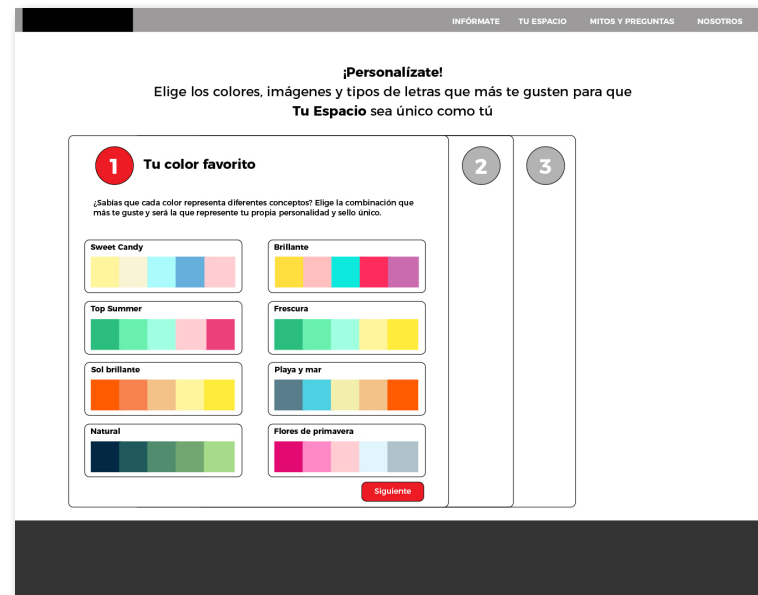 INFÓRMATE TU ESPACIO MITOS Y PREGUNTAS NOSOTROS
¡Personalízate!
Elige los colores, imágenes y tipos de letras que más te gusten para que
Tu Espacio sea único como tú
1 Tu color favorito 2 3
¿Sabías que cada color representa diferentes conceptos? Elige la combinación que
más te guste y será la que represente tu propia personalidad y sello único.
Sweet Candy Brillante
Top Summer Frescura
Sol brillante Playa y mar
Natural Flores de primavera
Siguiente